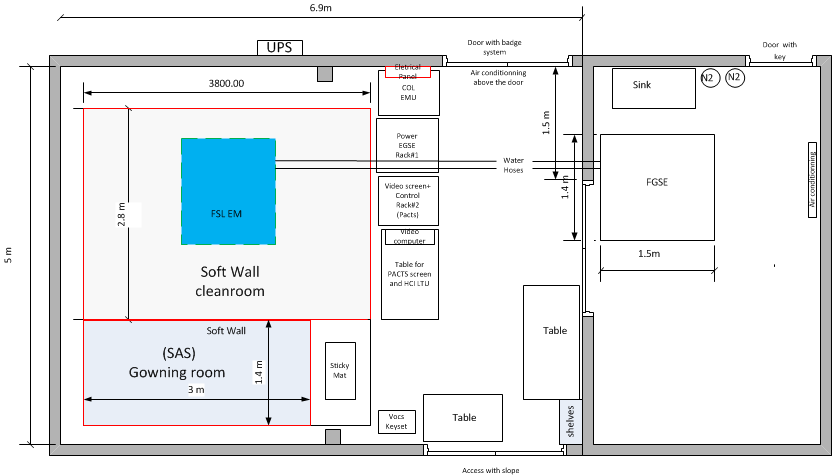 6.9m
UPS
Door with badge
system
Door with
key
Air conditionning
above the door
3800.00
Eletrical
Panel
COL
EMU
Sink
N2
N2
1.5 m
Power
EGSE
Rack#1
Water
Hoses
1.4 m
FGSE
Air conditionning
Video screen+
Control
Rack#2
(Pacts)
2.8 m
FSL EM
Video
computer
5 m
Soft Wall
cleanroom
Table for
PACTS screen
and HCI LTU
1.5m
Soft Wall
Table
(SAS)
Gowning room
3 m
1.4 m
Sticky
Mat
Vocs
Keyset
Table
shelves
Access with slope